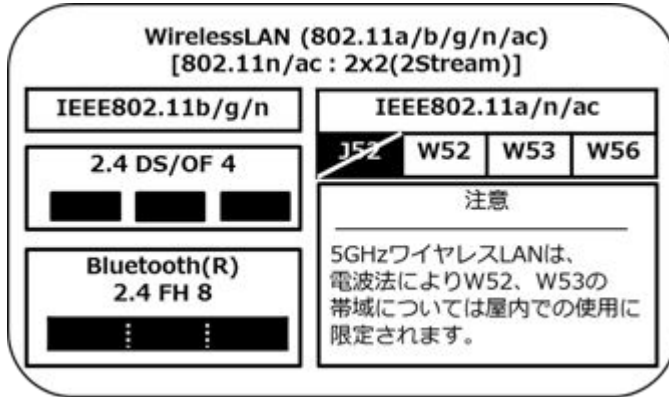 WirelessLAN (802.11a/b/g/n/ac)
[802.11n/ac : 2x2(2Stream)]
IEEE802.11b/g/n
2.4 DS/OF 4
Bluetooth(R)
2.4 FH 8
IEEE802.11a/n/ac
J52 W52 W53 W56
注意
5GHzワイヤレスLANは、
電波法によりW52、W53の
帯域については屋内での使用に
限定されます。